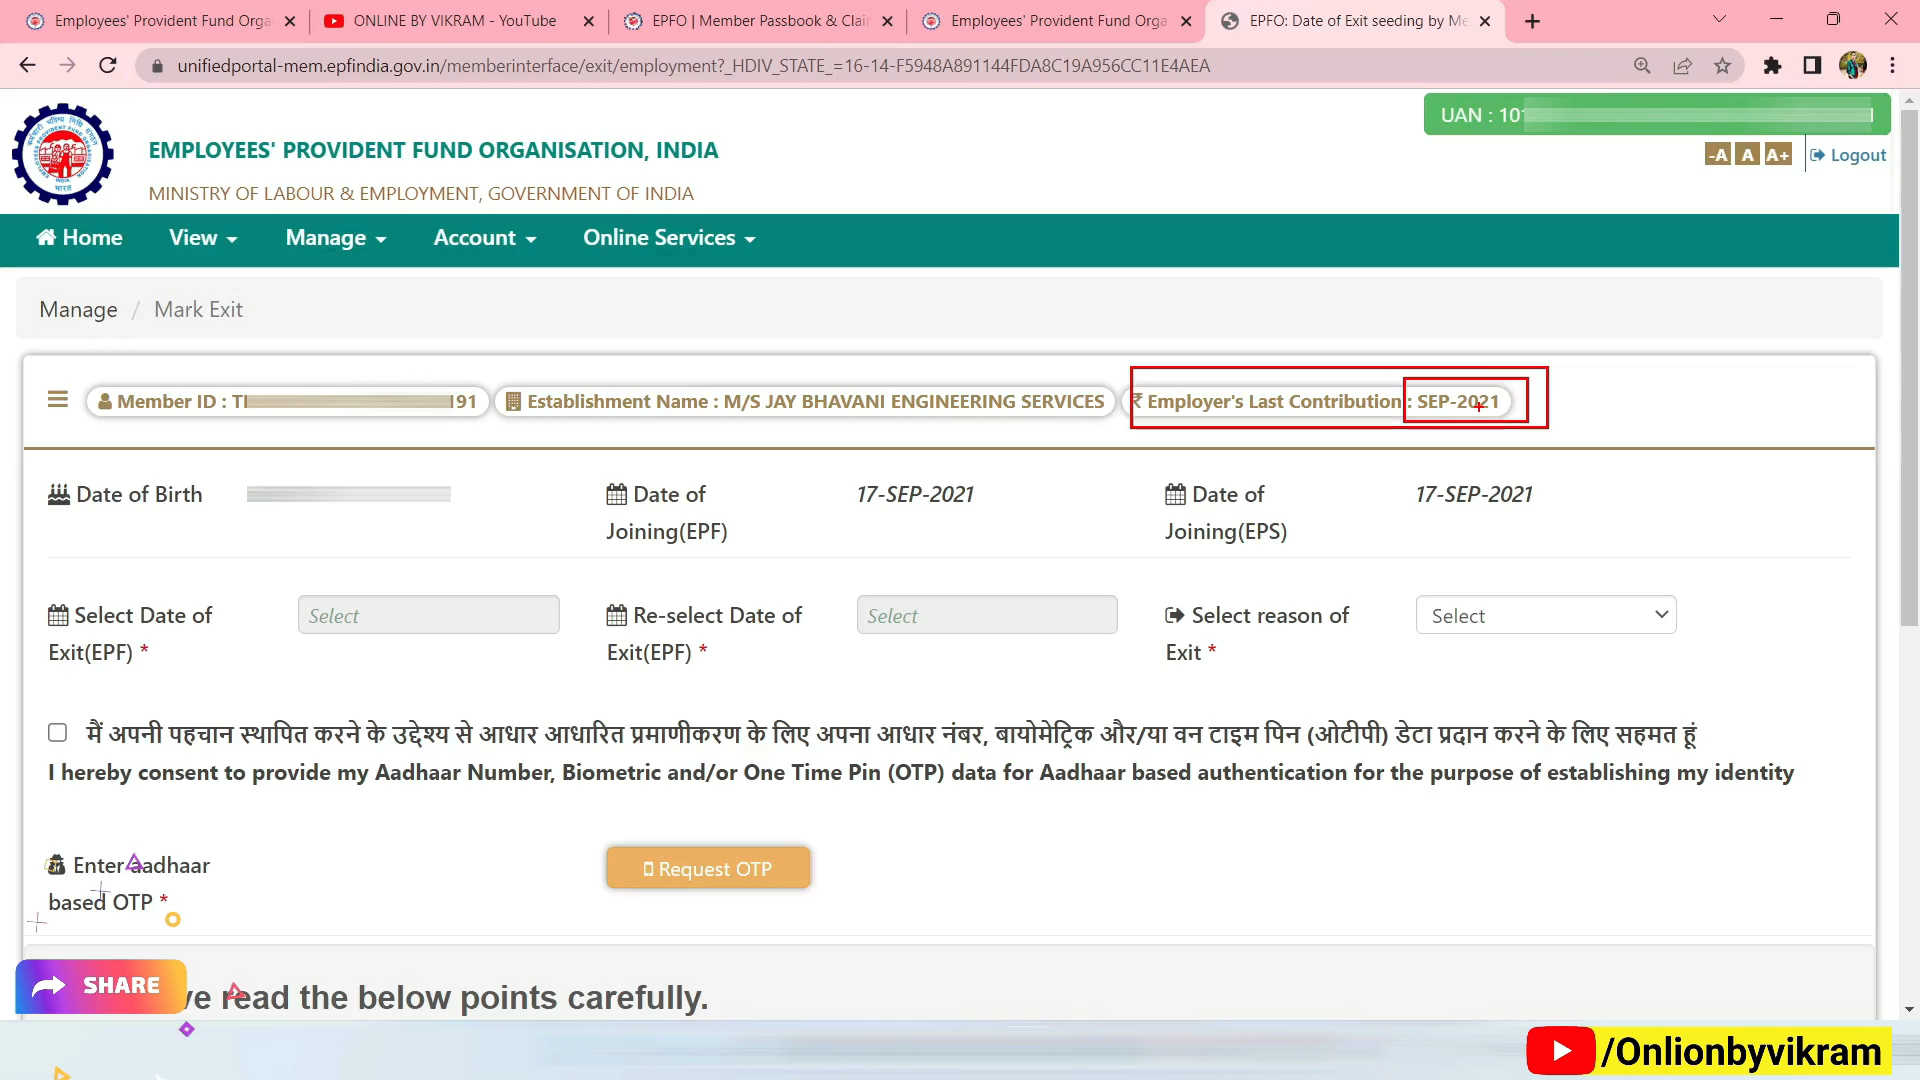 Employees' Provident Fund Orga
ONLINE BY VIKRAM - YouTube
EPFO | Member Passbook & Clai
Employees' Provident Fund Orga
EPFO: Date of Exit seeding by Me
unifiedportal-mem.epfindia.gov.in/memberinterface/exit/employment?_HDIV_STATE_=16-14-F5948A891144FDA8C19A956CC11E4AEA
UAN : 101
EMPLOYEES' PROVIDENT FUND ORGANISATION, INDIA
-A A A+ Logout
MINISTRY OF LABOUR & EMPLOYMENT, GOVERNMENT OF INDIA
Home View Manage Account Online Services
Manage / Mark Exit
Member ID : 191 Establishment Name : M/S JAY BHAVANI ENGINEERING SERVICES ₹ Employer's Last Contribution : SEP-2021
Date of Birth
Date of Joining(EPF) 17-SEP-2021
Date of Joining(EPS) 17-SEP-2021
Select Date of Exit(EPF) * Select
Re-select Date of Exit(EPF) * Select
Select reason of Exit * Select
मैं अपनी पहचान स्थापित करने के उद्देश्य से आधार आधारित प्रमाणीकरण के लिए अपना आधार नंबर, बायोमेट्रिक और/या वन टाइम पिन (ओटीपी) डेटा प्रदान करने के लिए सहमत हूं
I hereby consent to provide my Aadhaar Number, Biometric and/or One Time Pin (OTP) data for Aadhaar based authentication for the purpose of establishing my identity
Enter aadhaar based OTP *
Request OTP
SHARE
read the below points carefully.
/Onlionbyvikram